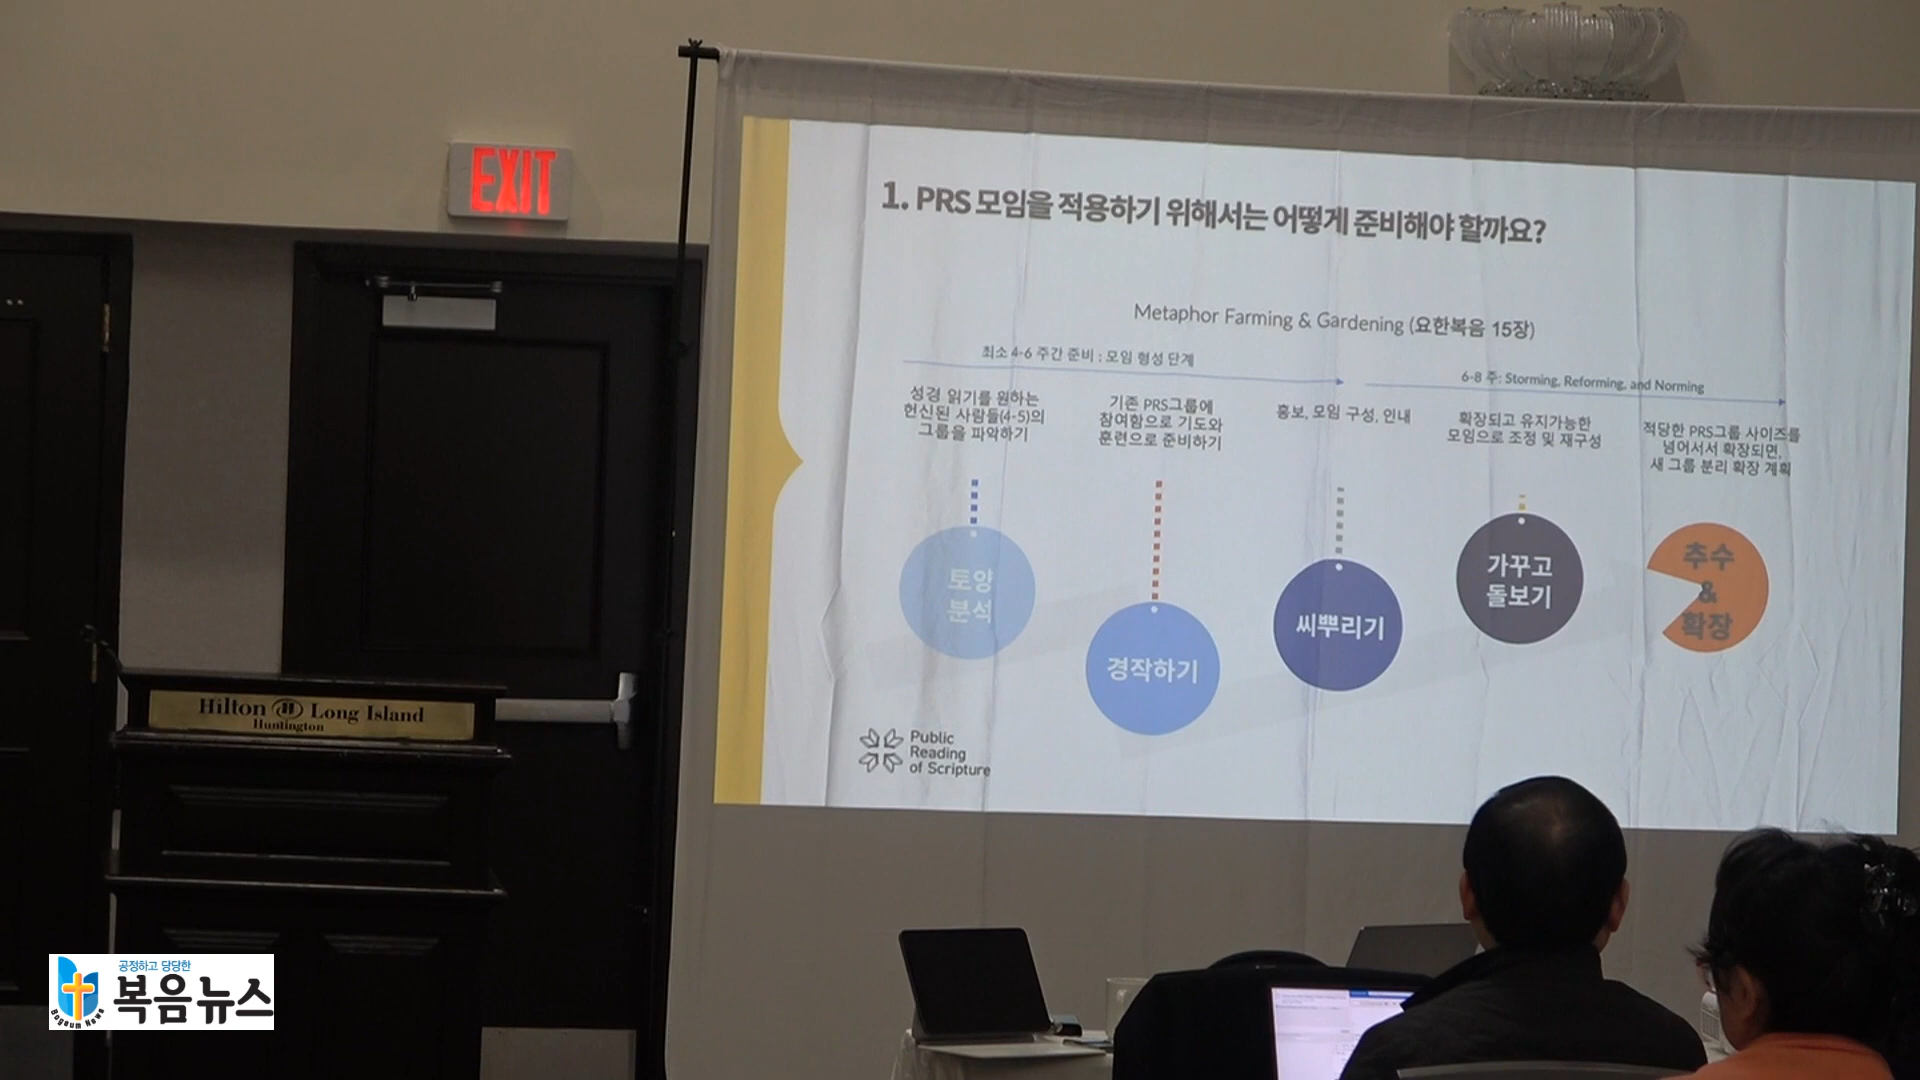 EXIT
1. PRS 모임을 적용하기 위해서는 어떻게 준비해야 할까요?
Metaphor Farming & Gardening (요한복음 15장)
최소 4-6 주간 준비 : 모임 형성 단계
6-8 주: Storming, Reforming, and Norming
성경 읽기를 원하는
헌신된 사람들(4-5)의
그룹을 파악하기
기존 PRS그룹에
참여함으로 기도와
훈련으로 준비하기
홍보, 모임 구성, 인내
확장되고 유지가능한
모임으로 조정 및 재구성
적당한 PRS그룹 사이즈를
넘어서서 확장되면,
새 그룹 분리 확장 계획
토양
분석
경작하기
씨뿌리기
가꾸고
돌보기
추수
&
확장
Public
Reading
of Scripture
Hilton H Long Island
Huntington
공정하고 당당한
복음뉴스
Bogeum News